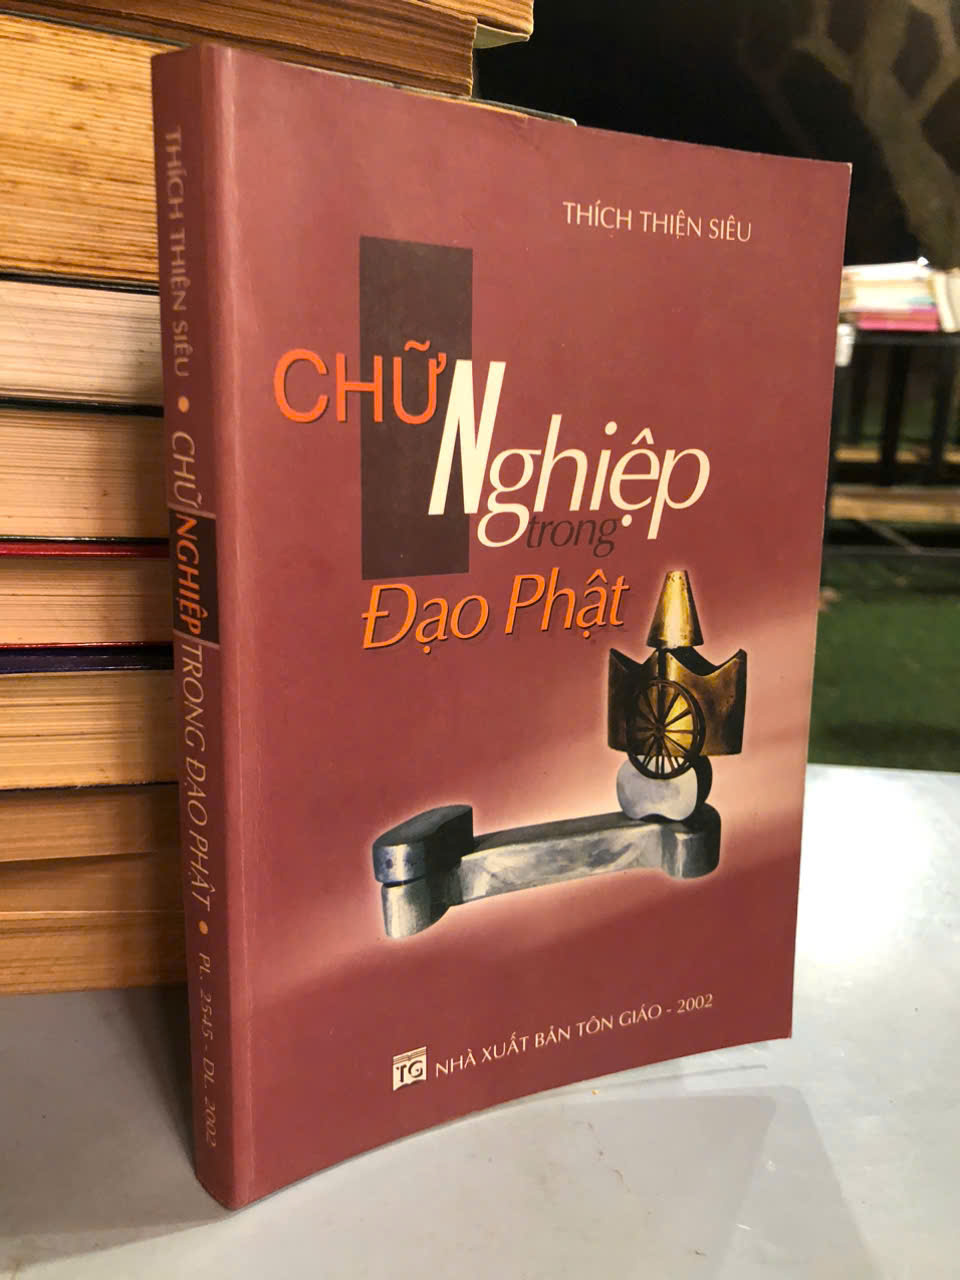 THÍCH THIỆN SIÊU
CHỮ
Nghiệp
trong
Đạo Phật
TG
NHÀ XUẤT BẢN TÔN GIÁO - 2002
THÍCH THIỆN SIÊU • CHỮ NGHIỆP TRONG ĐẠO PHẬT • PL. 2545 - DL. 2002